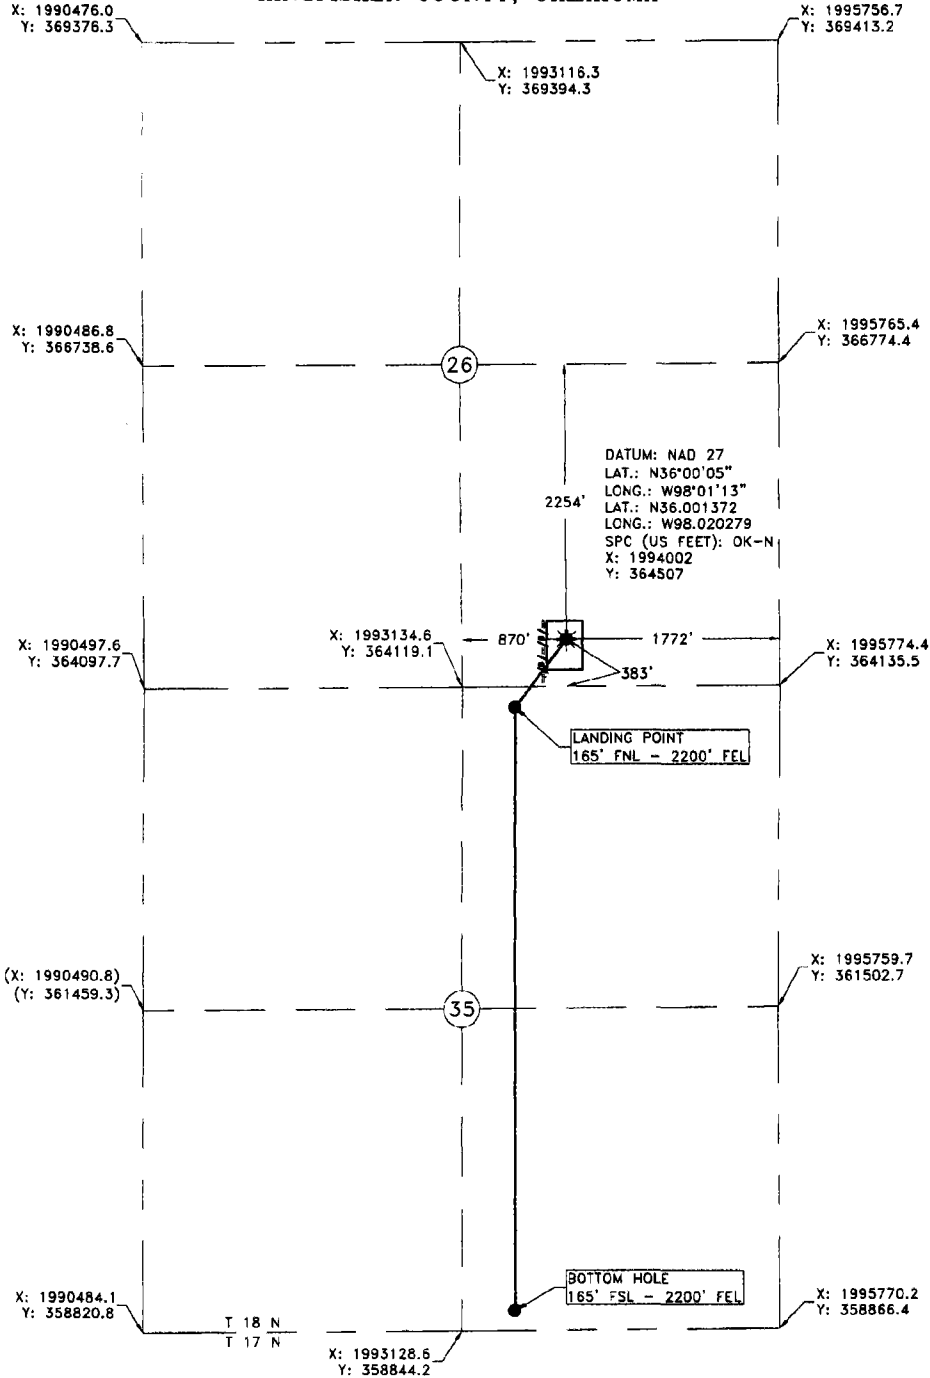 X: 1990476.0
Y: 369376.3
X: 1995756.7
Y: 369413.2
X: 1993116.3
Y: 369394.3
X: 1990486.8
Y: 366738.6
26
X: 1995765.4
Y: 366774.4
DATUM: NAD 27
LAT.: N36°00'05"
LONG.: W98°01'13"
LAT.: N36.001372
LONG.: W98.020279
SPC (US FEET): OK-N
X: 1994002
Y: 364507
2254'
X: 1990497.6
Y: 364097.7
X: 1993134.6
Y: 364119.1
870'
1772'
383'
X: 1995774.4
Y: 364135.5
LANDING POINT
165' FNL - 2200' FEL
(X: 1990490.8)
(Y: 361459.3)
35
X: 1995759.7
Y: 361502.7
BOTTOM HOLE
165' FSL - 2200' FEL
X: 1990484.1
Y: 358820.8
T 18 N
T 17 N
X: 1993128.6
Y: 358844.2
X: 1995770.2
Y: 358866.4